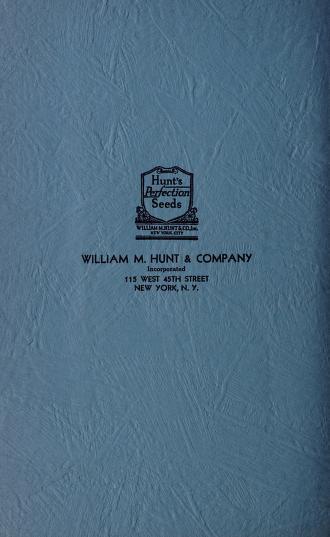 Hunt's
Perfection
Seeds
WILLIAM M. HUNT & CO., Inc.
NEW YORK CITY
WILLIAM M. HUNT & COMPANY
Incorporated
115 WEST 45TH STREET
NEW YORK, N. Y.